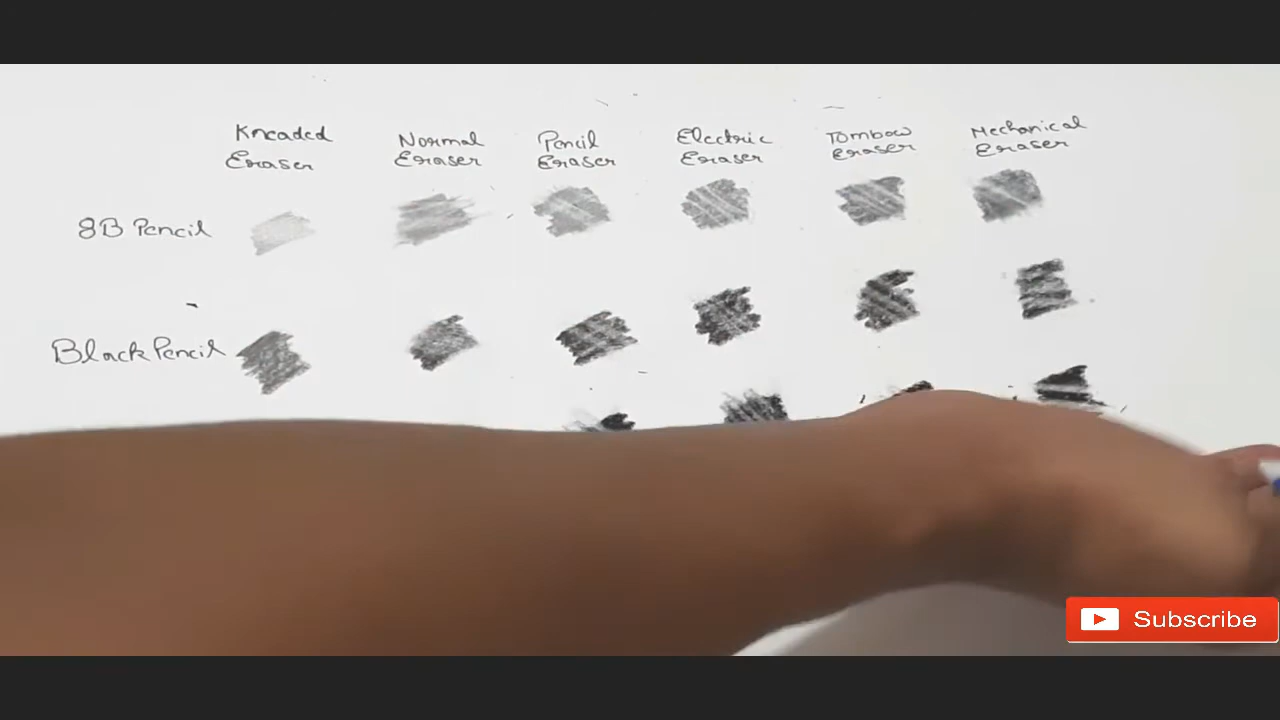 Kneaded
Eraser
Normal
Eraser
Pencil
Eraser
Electric
Eraser
Tombow
Eraser
Mechanical
Eraser
8B Pencil
Black Pencil
Subscribe